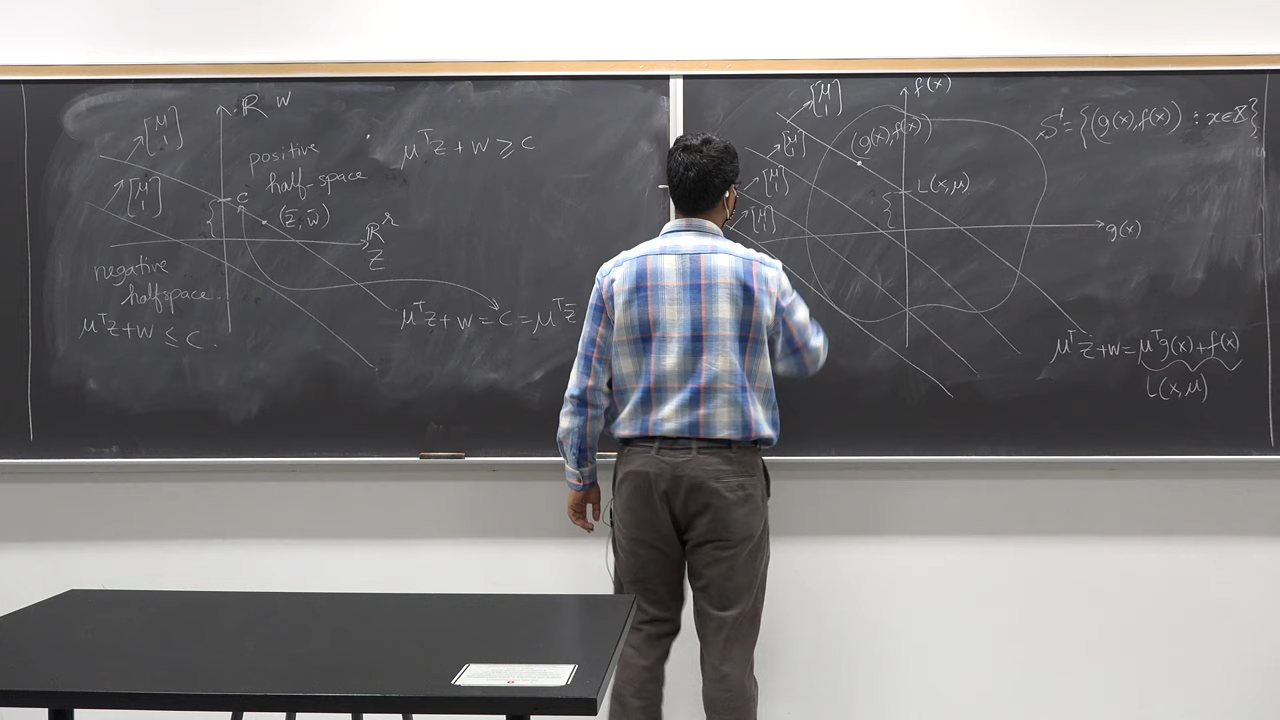 ℝ w
[μ
1]
positive
half-space
μᵀz + w ≥ c
[μ
1]
c
(z̄, w̄)
ℝʳ
z
negative
halfspace
μᵀz + w ≤ c.
μᵀz + w = c = μᵀz̄
[μ
1]
f(x)
(g(x), f(x))
S = {(g(x), f(x)) : x ∈ X}
[μ
1]
[μ
1]
L(x, μ)
[μ
1]
g(x)
μᵀz + w = μᵀg(x) + f(x)
L(x, μ)